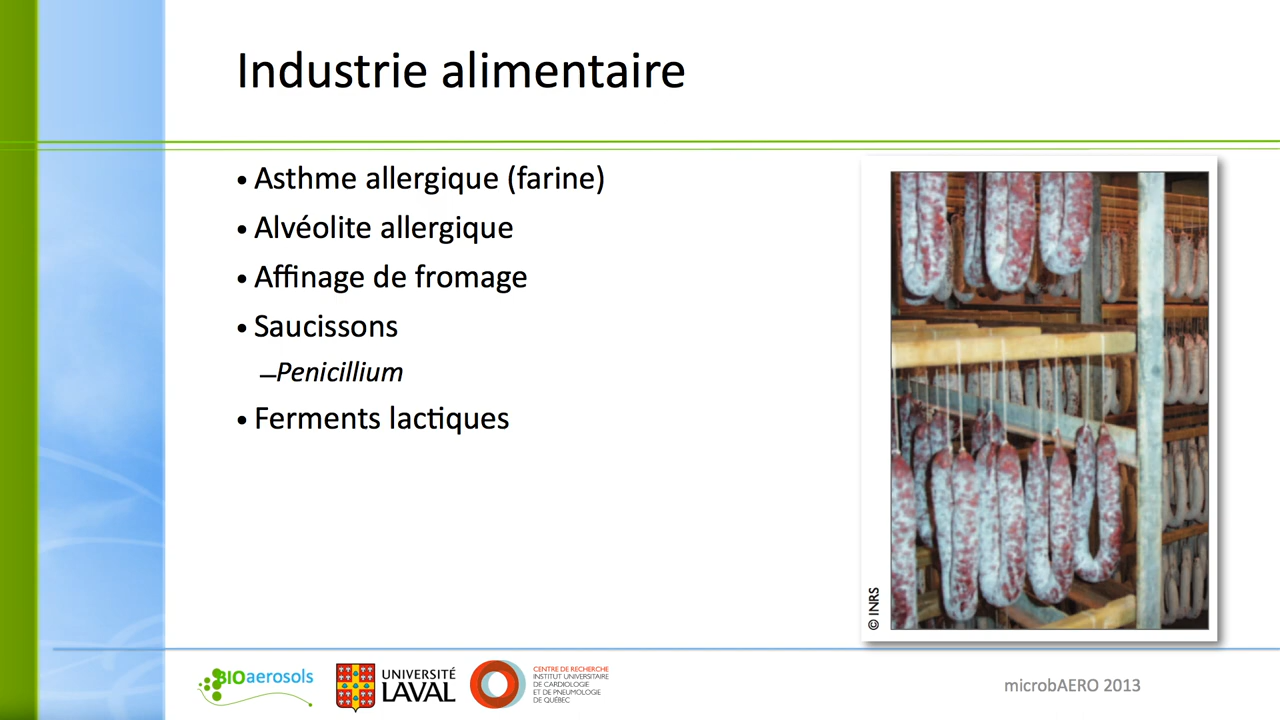 Industrie alimentaire
• Asthme allergique (farine)
• Alvéolite allergique
• Affinage de fromage
• Saucissons
–Penicillium
• Ferments lactiques
© INRS
BIOaerosols
UNIVERSITÉ
LAVAL
CENTRE DE RECHERCHE
INSTITUT UNIVERSITAIRE
DE CARDIOLOGIE
ET DE PNEUMOLOGIE
DE QUÉBEC
microbAERO 2013